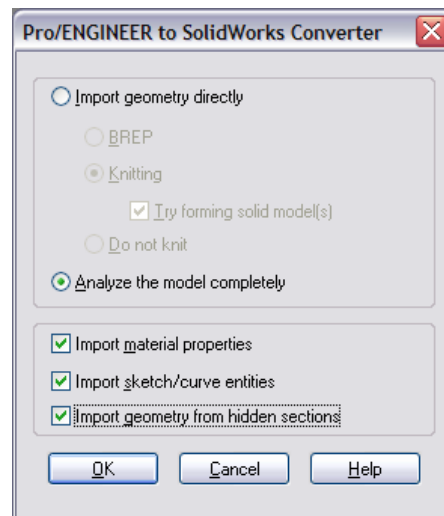 Pro/ENGINEER to SolidWorks Converter
Import geometry directly
BREP
Knitting
Try forming solid model(s)
Do not knit
Analyze the model completely
Import material properties
Import sketch/curve entities
Import geometry from hidden sections
OK Cancel Help